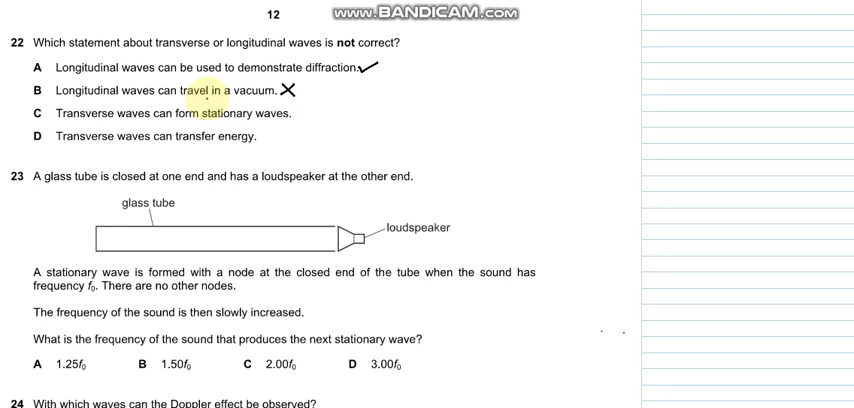 12
www.BANDICAM.com
22 Which statement about transverse or longitudinal waves is not correct?
A Longitudinal waves can be used to demonstrate diffraction.
B Longitudinal waves can travel in a vacuum.
C Transverse waves can form stationary waves.
D Transverse waves can transfer energy.
23 A glass tube is closed at one end and has a loudspeaker at the other end.
glass tube
loudspeaker
A stationary wave is formed with a node at the closed end of the tube when the sound has
frequency f₀. There are no other nodes.
The frequency of the sound is then slowly increased.
What is the frequency of the sound that produces the next stationary wave?
A 1.25f₀ B 1.50f₀ C 2.00f₀ D 3.00f₀
24 With which waves can the Doppler effect be observed?